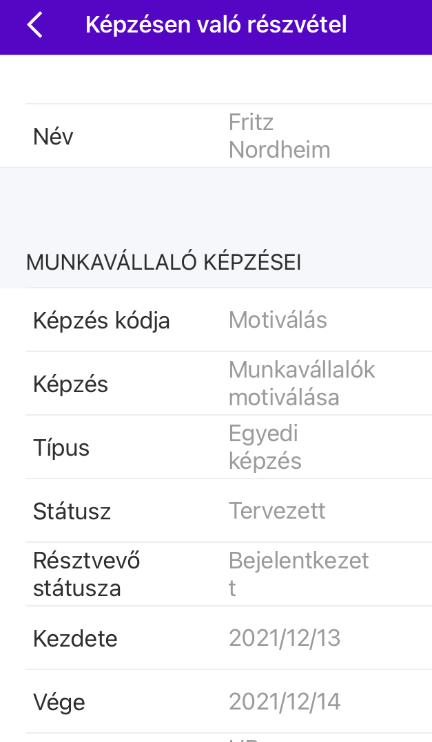 Képzésen való részvétel
Név
Fritz
Nordheim
MUNKAVÁLLALÓ KÉPZÉSEI
Képzés kódja
Motiválás
Képzés
Munkavállalók
motiválása
Típus
Egyedi
képzés
Státusz
Tervezett
Résztvevő
státusza
Bejelentkezet
t
Kezdete
2021/12/13
Vége
2021/12/14